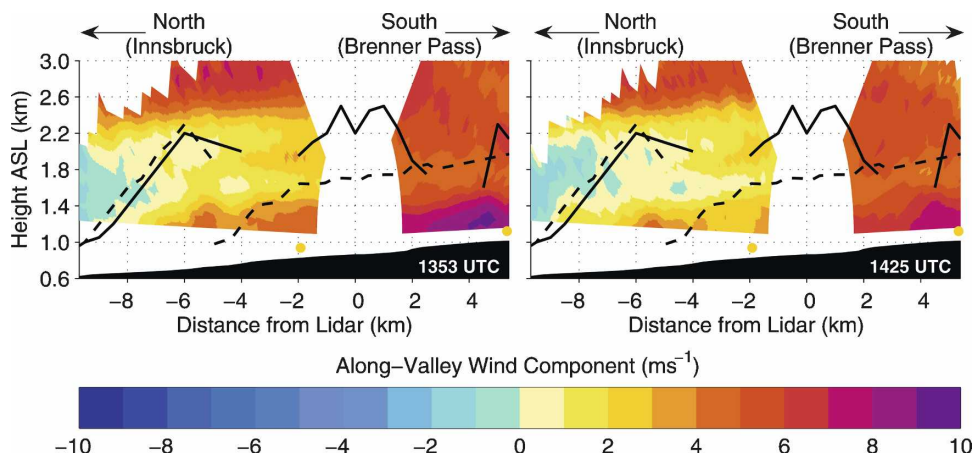 North (Innsbruck) South (Brenner Pass) North (Innsbruck) South (Brenner Pass)
Height ASL (km)
3.0
2.6
2.2
1.8
1.4
1.0
0.6
1353 UTC 1425 UTC
−8 −6 −4 −2 0 2 4 −8 −6 −4 −2 0 2 4
Distance from Lidar (km) Distance from Lidar (km)
Along−Valley Wind Component (ms−1)
−10 −8 −6 −4 −2 0 2 4 6 8 10